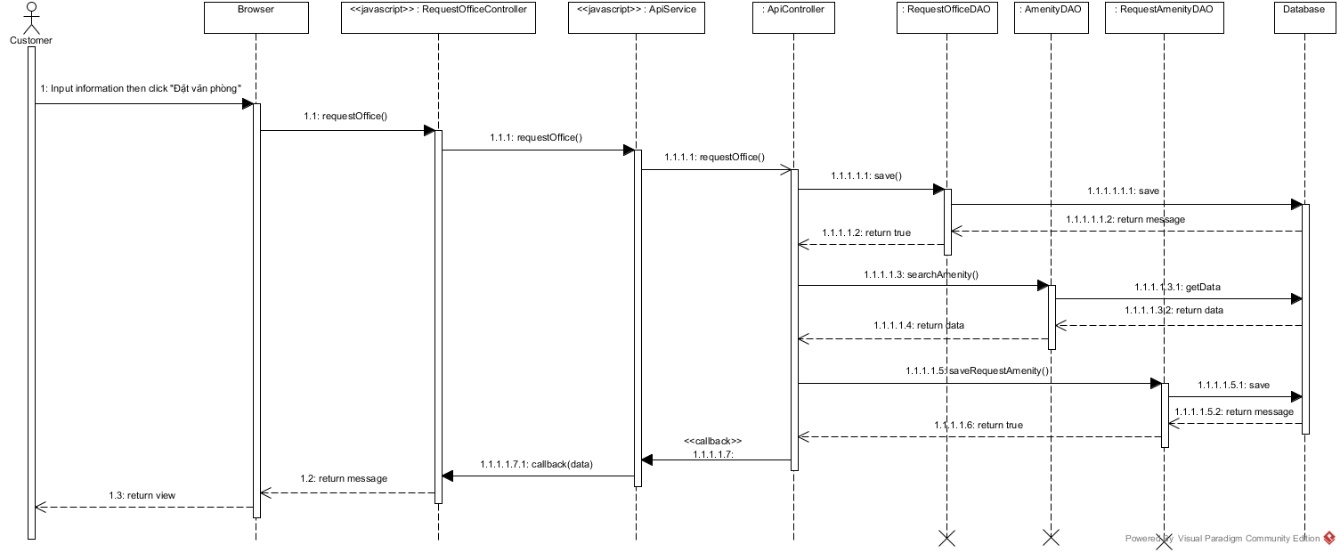 Customer
Browser
<<javascript>> : RequestOfficeController
<<javascript>> : ApiService
: ApiController
: RequestOfficeDAO
: AmenityDAO
: RequestAmenityDAO
Database
1: Input information then click "Đặt văn phòng"
1.1: requestOffice()
1.1.1: requestOffice()
1.1.1.1: requestOffice()
1.1.1.1.1: save()
1.1.1.1.1.1: save
1.1.1.1.1.2: return message
1.1.1.1.2: return true
1.1.1.1.3: searchAmenity()
1.1.1.1.3.1: getData
1.1.1.1.3.2: return data
1.1.1.1.4: return data
1.1.1.1.5: saveRequestAmenity()
1.1.1.1.5.1: save
1.1.1.1.5.2: return message
1.1.1.1.6: return true
<<callback>>
1.1.1.1.7:
1.1.1.1.7.1: callback(data)
1.2: return message
1.3: return view
Powered By Visual Paradigm Community Edition